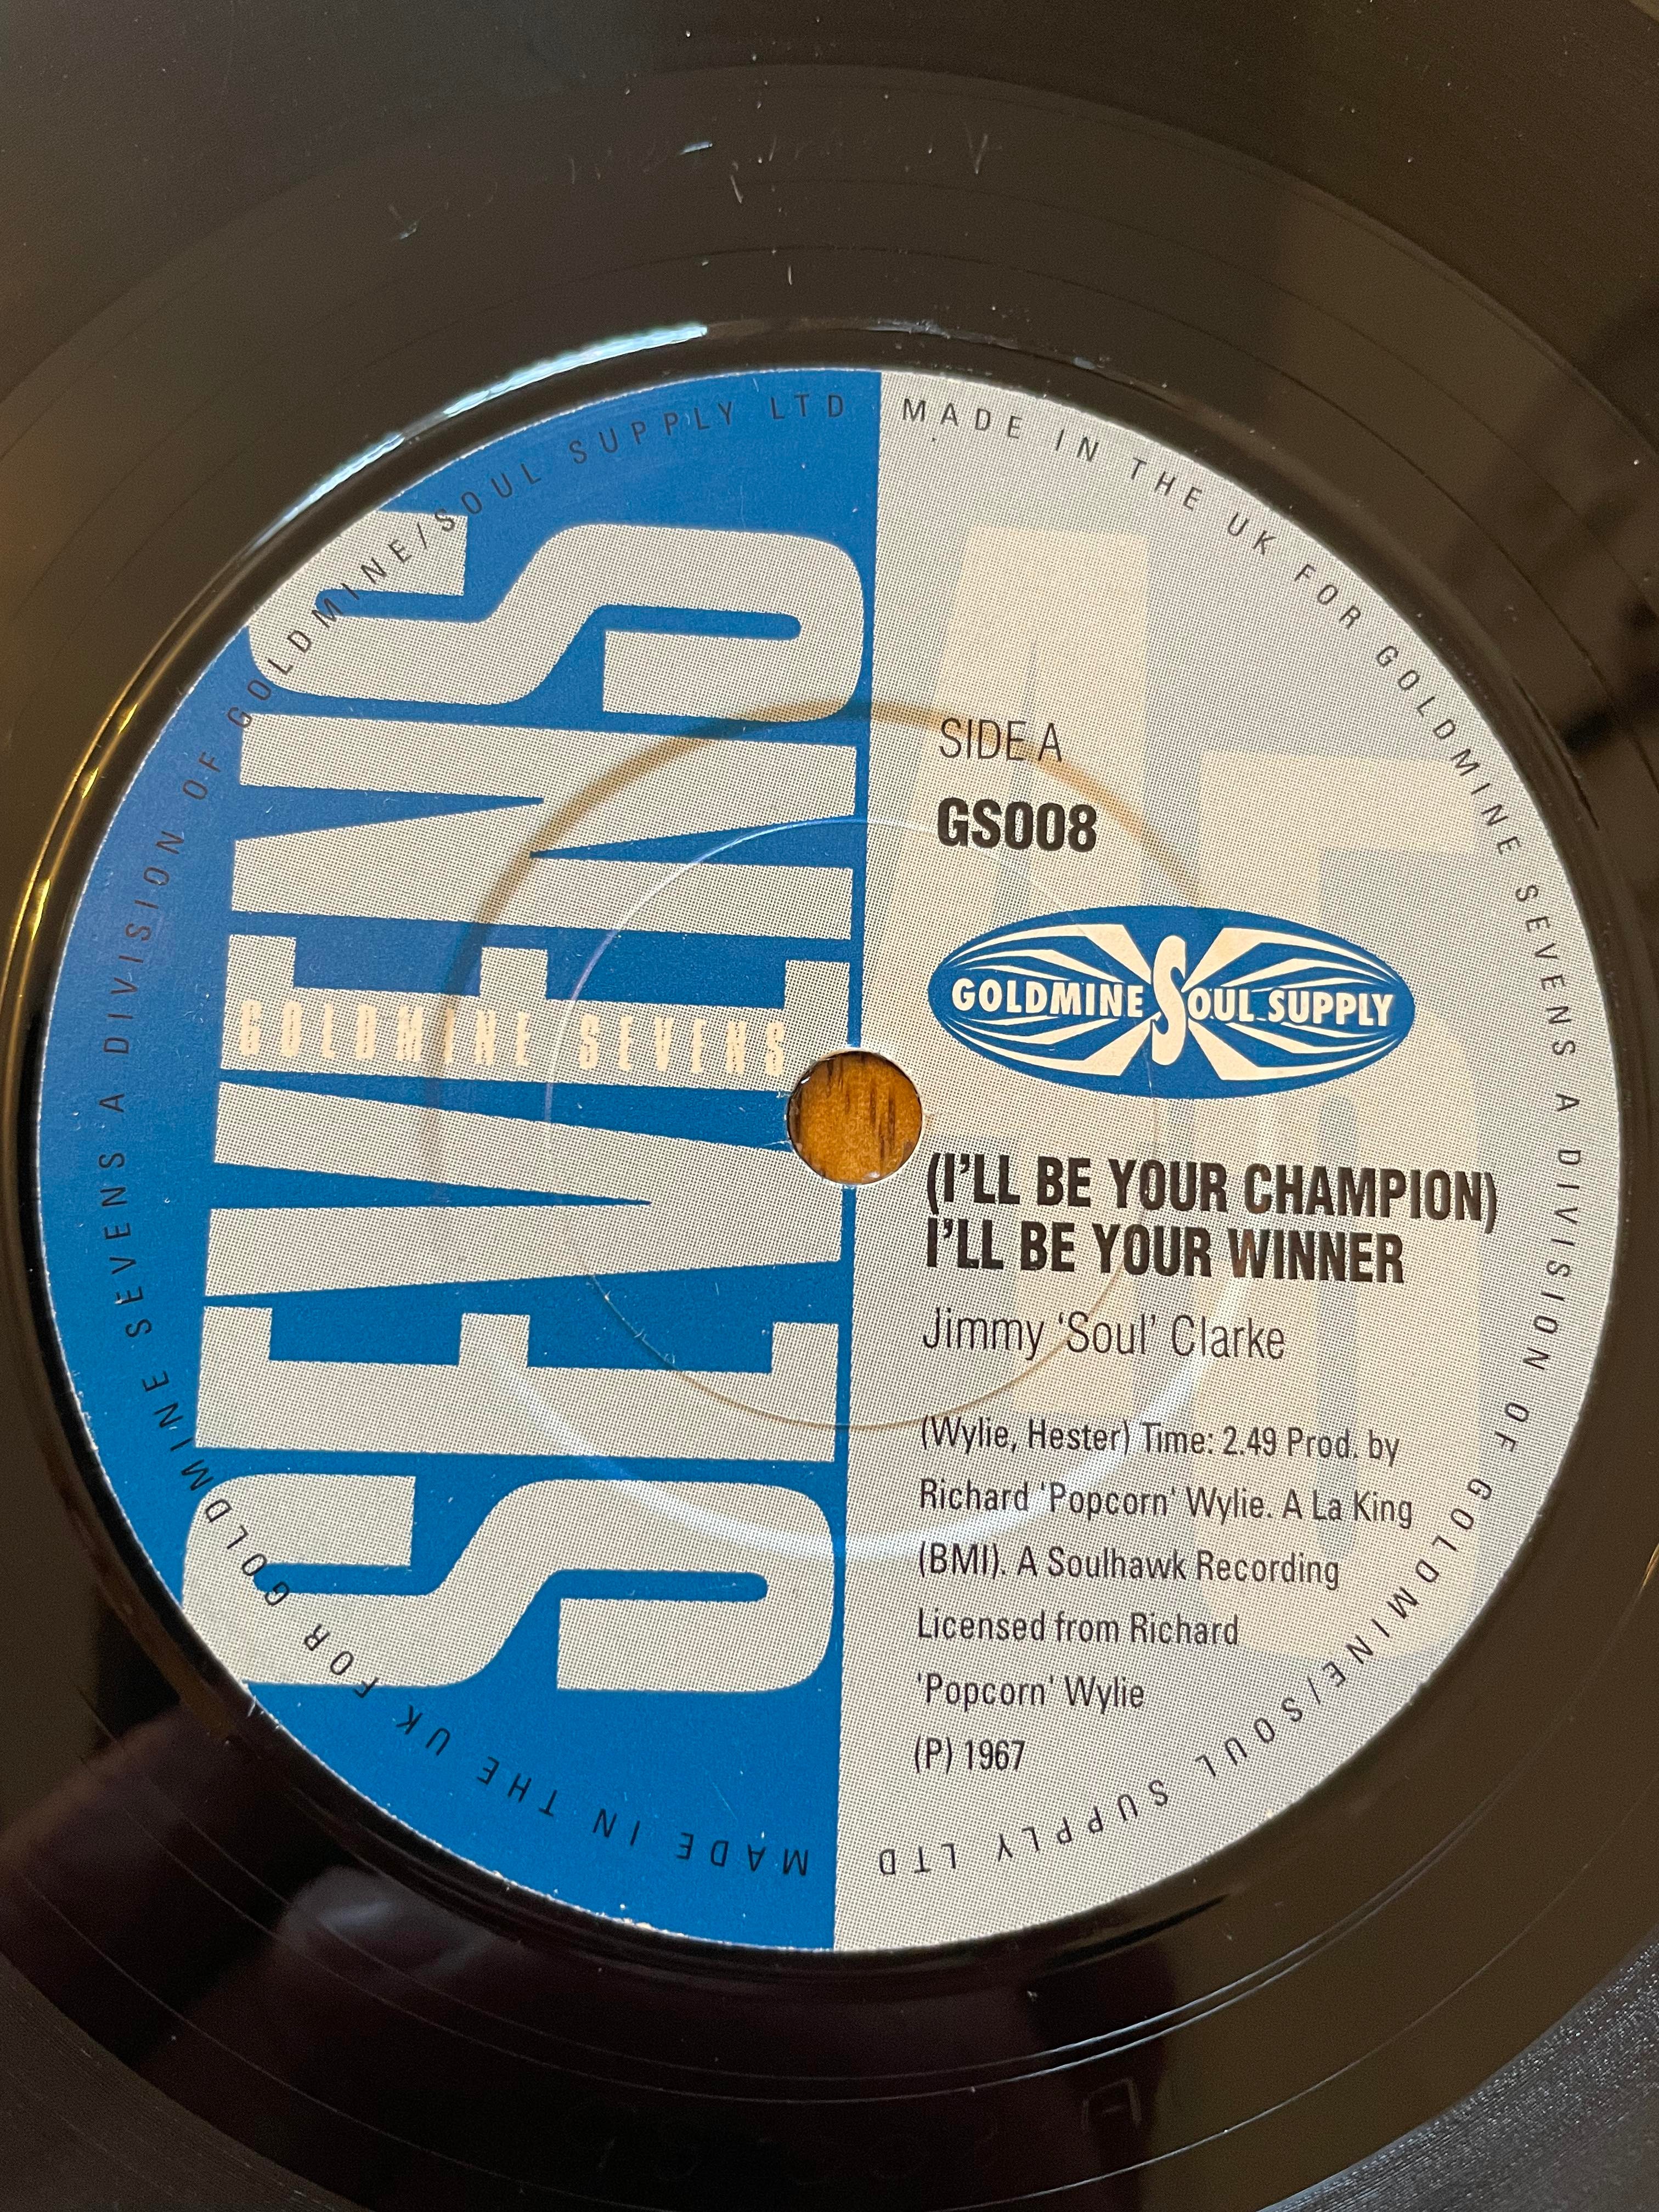 MADE IN THE UK FOR GOLDMINE SEVENS A DIVISION OF GOLDMINE/SOUL SUPPLY LTD
MADE IN THE UK FOR GOLDMINE SEVENS A DIVISION OF GOLDMINE/SOUL SUPPLY LTD
SEVENS
GOLDMINE SEVENS
SIDE A
GS008
GOLDMINE SOUL SUPPLY
(I'LL BE YOUR CHAMPION)
I'LL BE YOUR WINNER
Jimmy 'Soul' Clarke
(Wylie, Hester) Time: 2.49 Prod. by
Richard 'Popcorn' Wylie. A La King
(BMI). A Soulhawk Recording
Licensed from Richard
'Popcorn' Wylie
(P) 1967